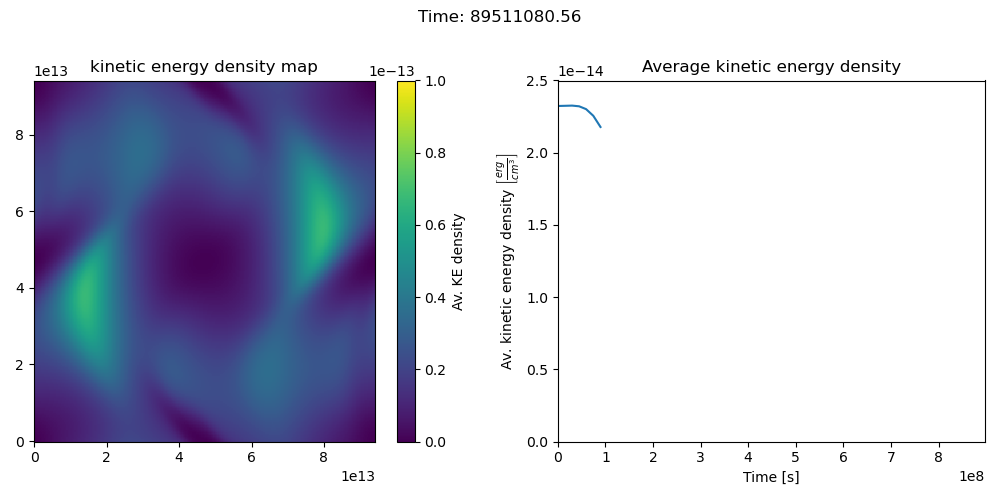 Time: 89511080.56
kinetic energy density map
1e13
1e−13
8
6
4
2
0
0 2 4 6 8
1e13
1.0
0.8
0.6
0.4
0.2
0.0
Av. KE density
Average kinetic energy density
1e−14
2.5
2.0
1.5
1.0
0.5
0.0
Av. kinetic energy density [erg/cm³]
0 1 2 3 4 5 6 7 8
Time [s]
1e8